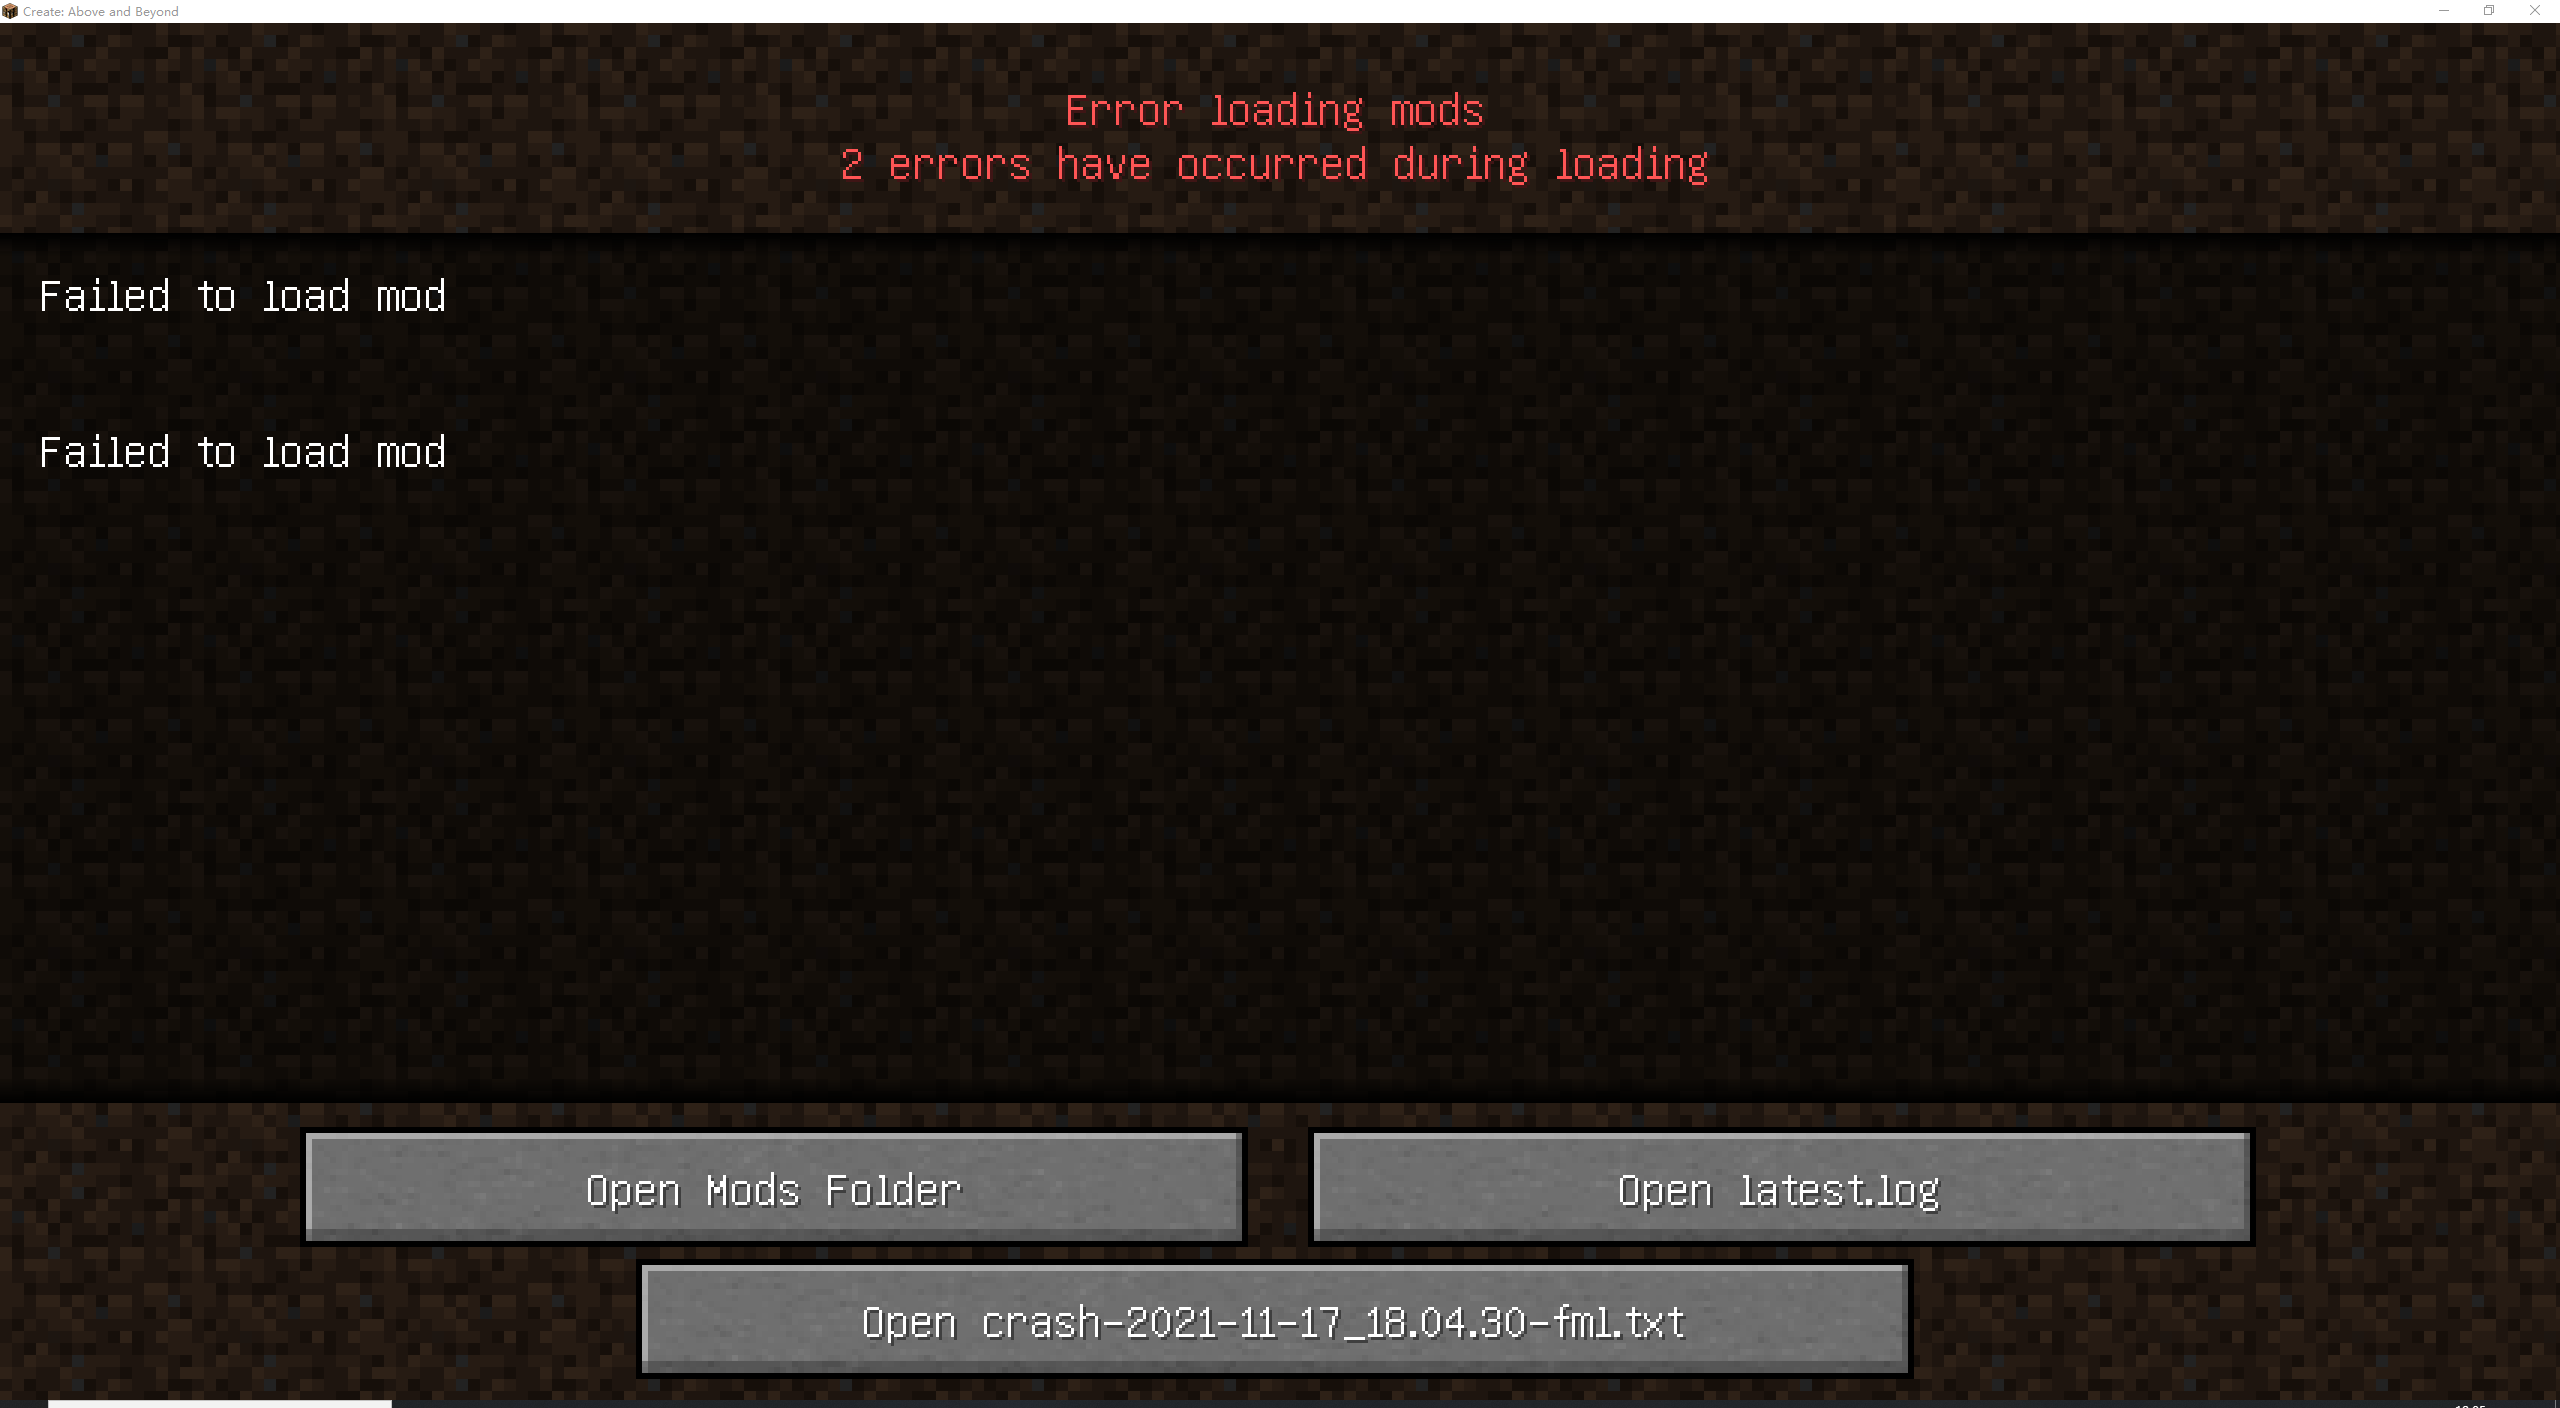 Create: Above and Beyond
Error loading mods
2 errors have occurred during loading
Failed to load mod
Failed to load mod
Open Mods Folder
Open latest.log
Open crash-2021-11-17_18.04.30-fml.txt